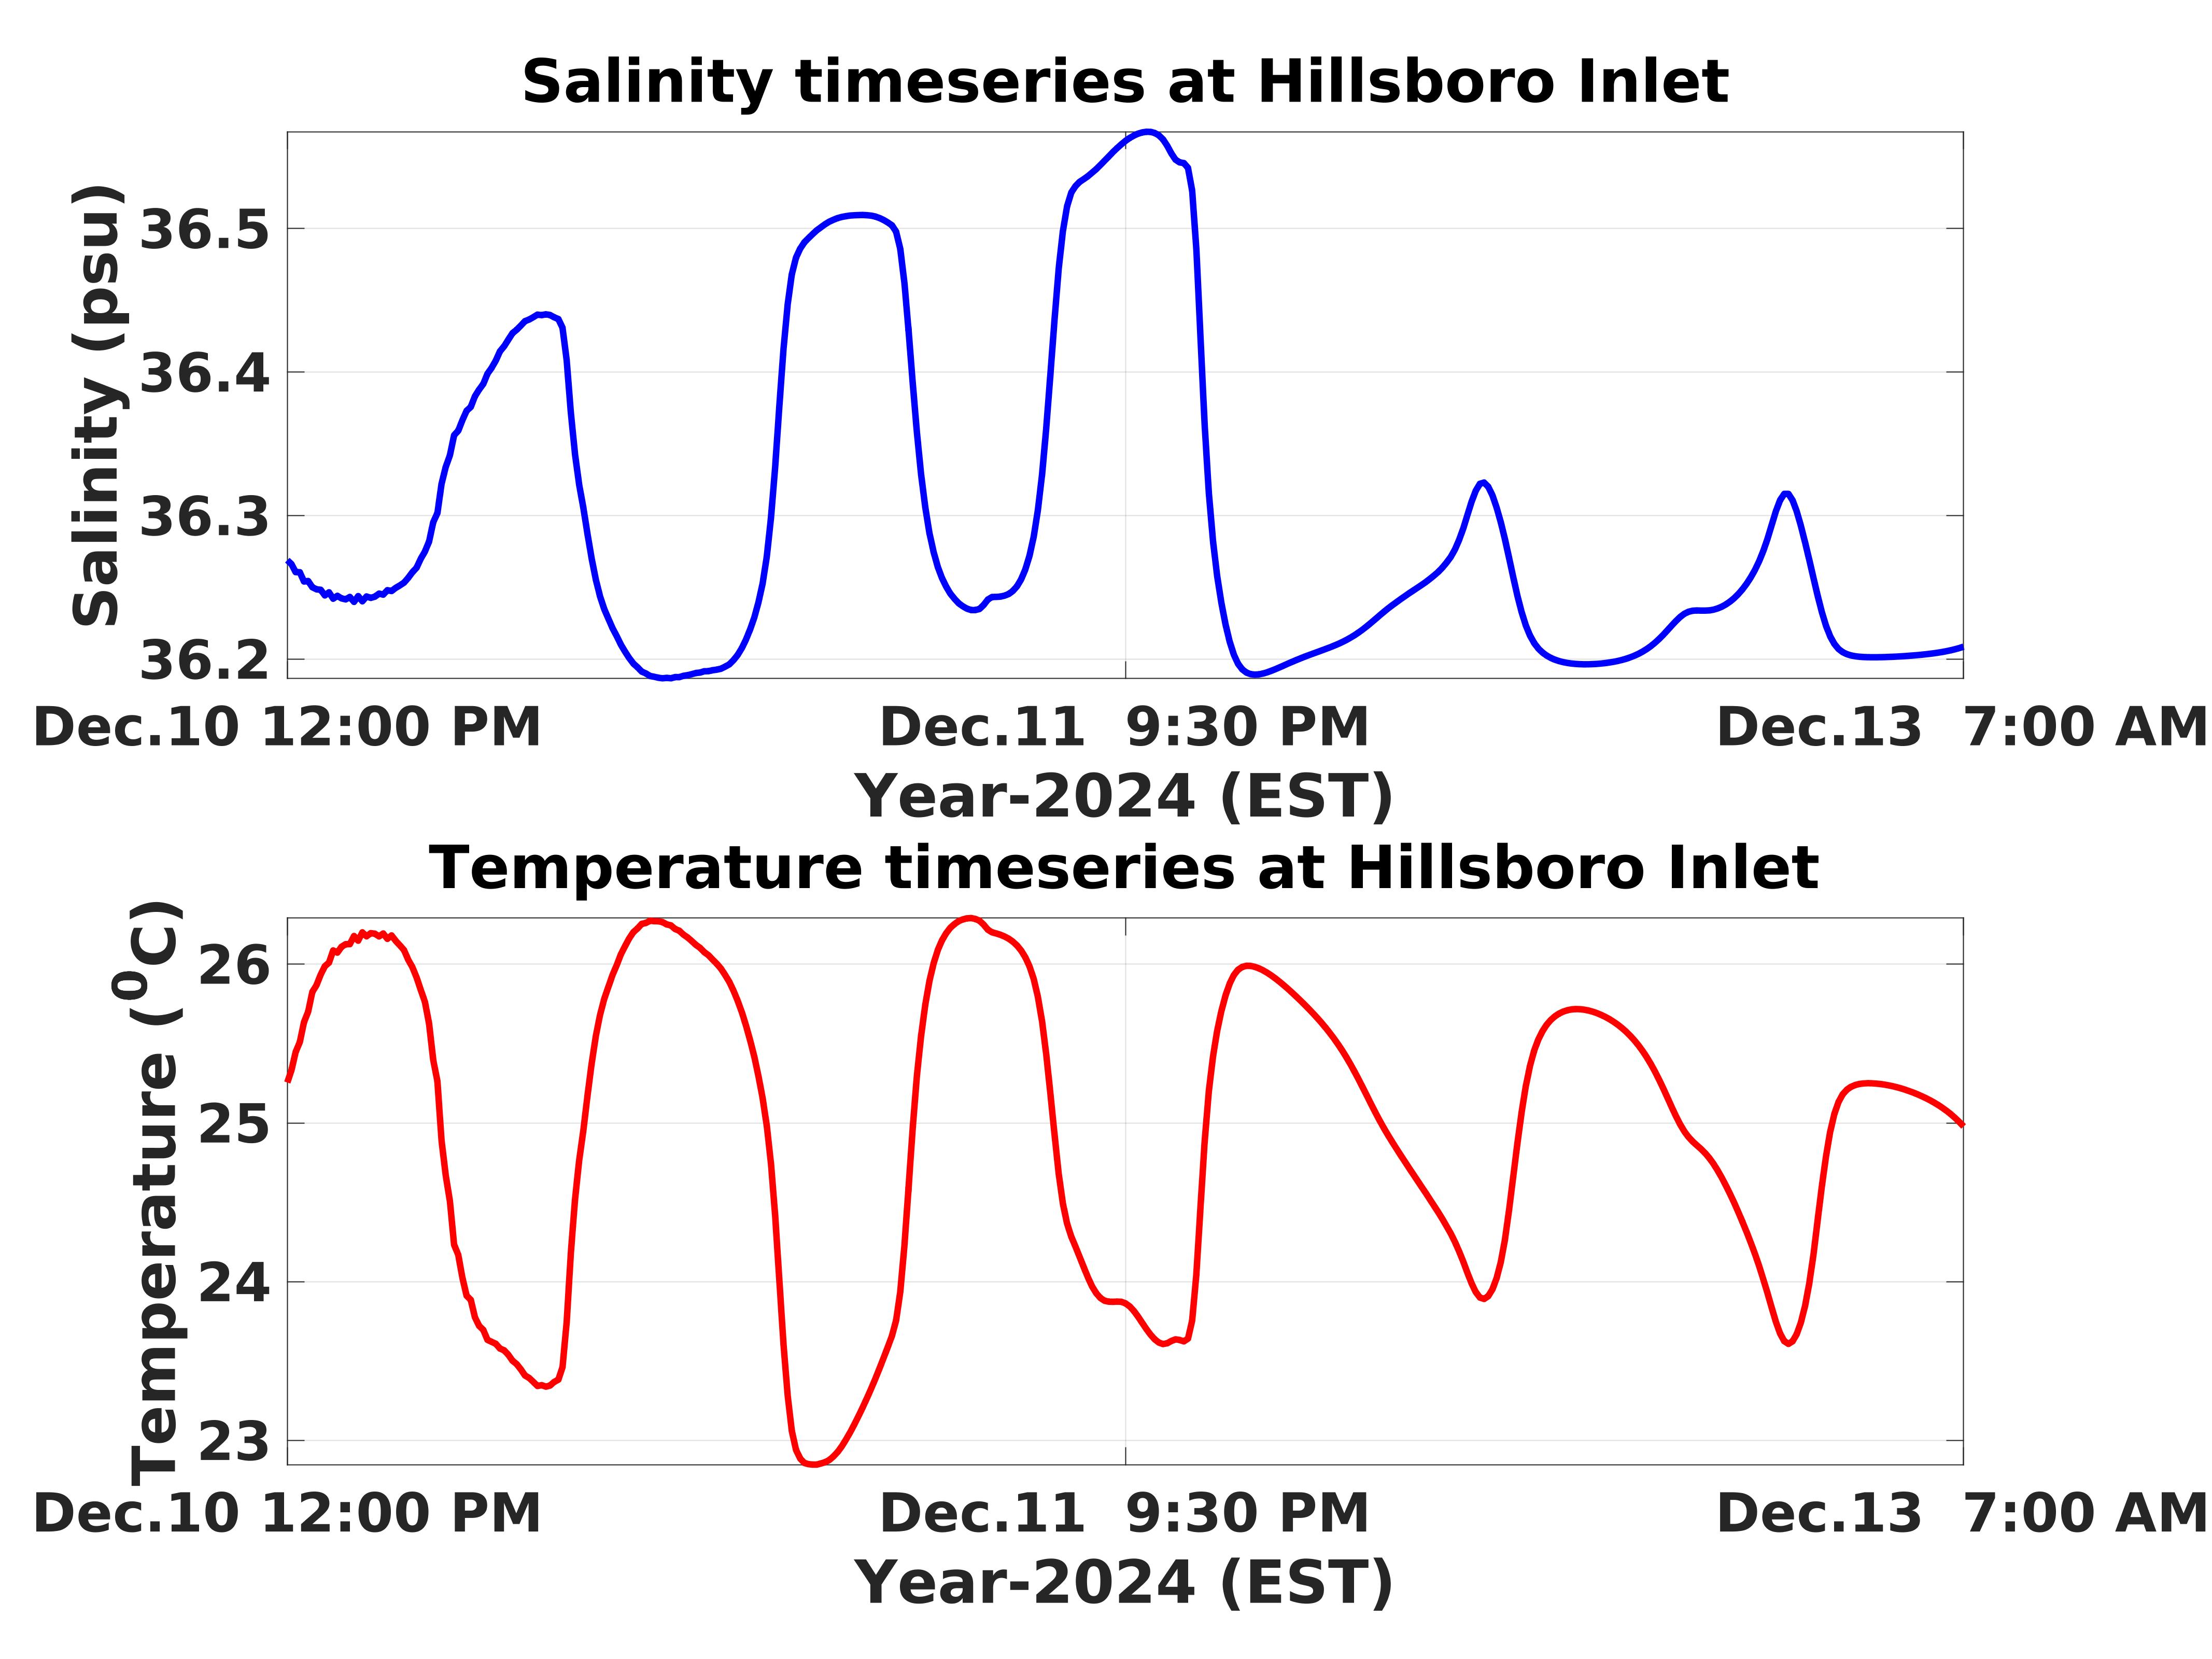 Salinity timeseries at Hillsboro Inlet
Salinity (psu)
36.5
36.4
36.3
36.2
Dec.10 12:00 PM Dec.11 9:30 PM Dec.13 7:00 AM
Year-2024 (EST)
Temperature timeseries at Hillsboro Inlet
Temperature (⁰C)
26
25
24
23
Dec.10 12:00 PM Dec.11 9:30 PM Dec.13 7:00 AM
Year-2024 (EST)